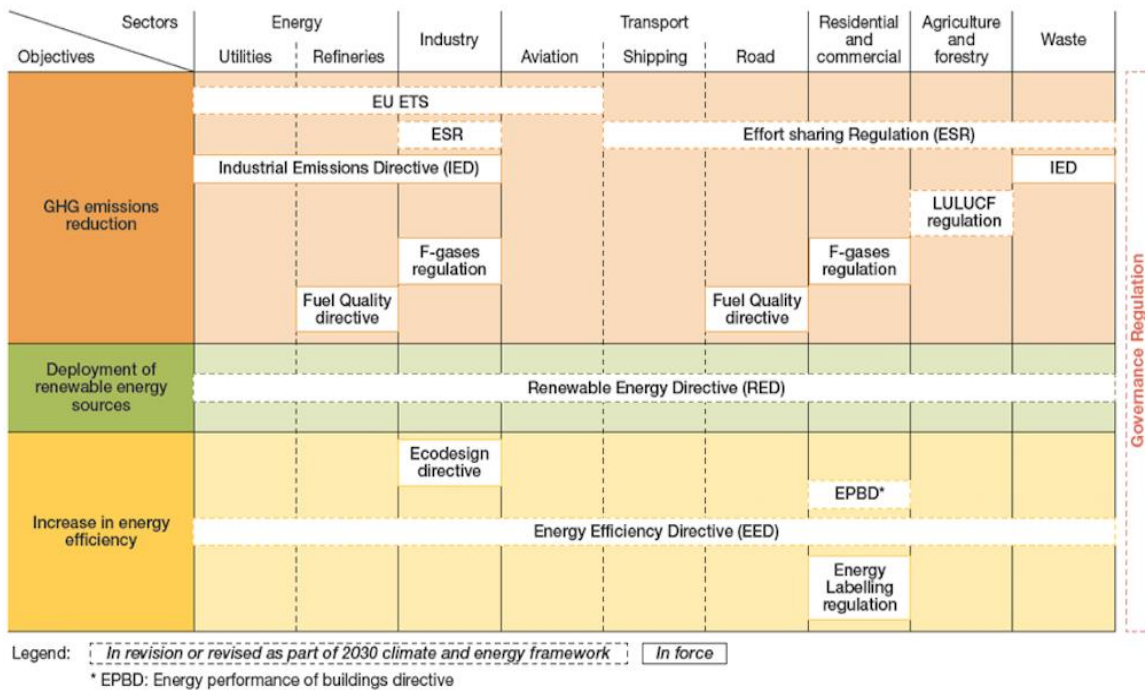 Sectors
Objectives
Energy
Utilities
Refineries
Industry
Transport
Aviation
Shipping
Road
Residential
and
commercial
Agriculture
and
forestry
Waste
GHG emissions
reduction
EU ETS
ESR
Effort sharing Regulation (ESR)
Industrial Emissions Directive (IED)
IED
LULUCF
regulation
F-gases
regulation
F-gases
regulation
Fuel Quality
directive
Fuel Quality
directive
Deployment of
renewable energy
sources
Renewable Energy Directive (RED)
Increase in energy
efficiency
Ecodesign
directive
EPBD*
Energy Efficiency Directive (EED)
Energy
Labelling
regulation
Governance Regulation
Legend: In revision or revised as part of 2030 climate and energy framework In force
* EPBD: Energy performance of buildings directive